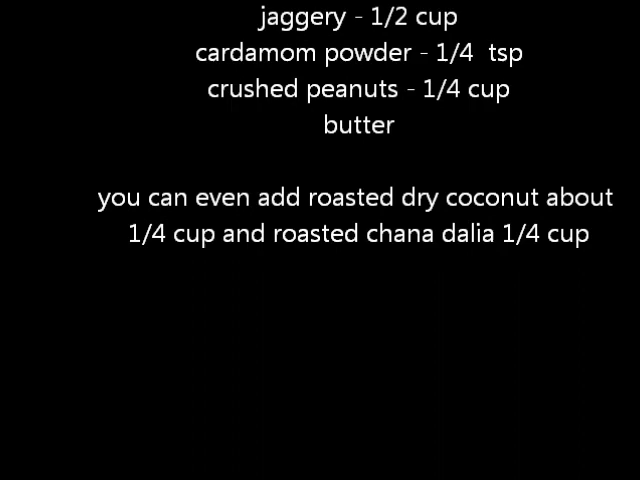 jaggery - 1/2 cup
cardamom powder - 1/4  tsp
crushed peanuts - 1/4 cup
butter
you can even add roasted dry coconut about
1/4 cup and roasted chana dalia 1/4 cup